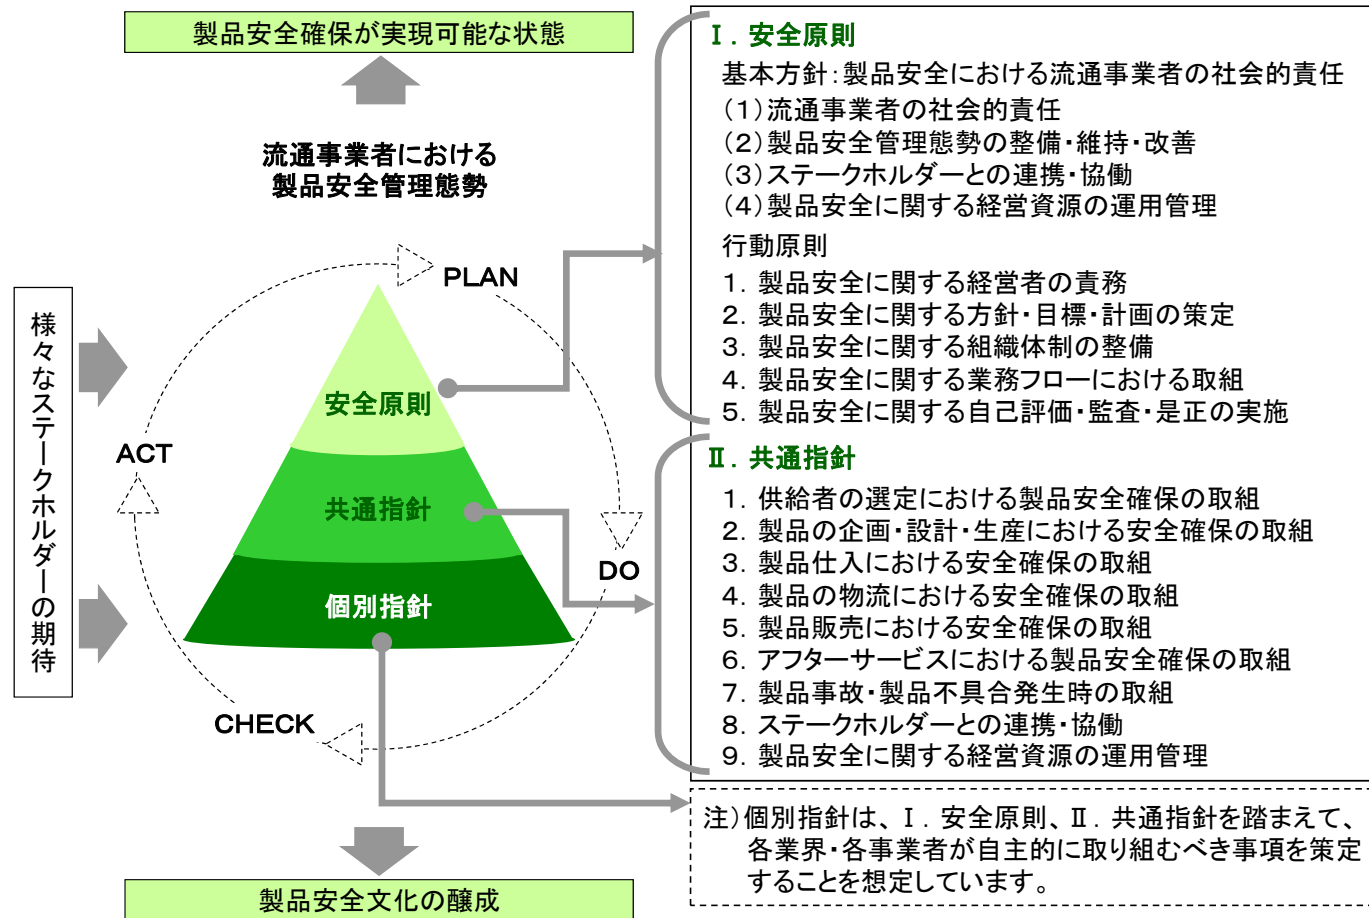 製品安全確保が実現可能な状態
流通事業者における
製品安全管理態勢
様々なステークホルダーの期待
PLAN
DO
CHECK
ACT
安全原則
共通指針
個別指針
製品安全文化の醸成
Ⅰ．安全原則
基本方針：製品安全における流通事業者の社会的責任
（１）流通事業者の社会的責任
（２）製品安全管理態勢の整備・維持・改善
（３）ステークホルダーとの連携・協働
（４）製品安全に関する経営資源の運用管理
行動原則
１．製品安全に関する経営者の責務
２．製品安全に関する方針・目標・計画の策定
３．製品安全に関する組織体制の整備
４．製品安全に関する業務フローにおける取組
５．製品安全に関する自己評価・監査・是正の実施
Ⅱ．共通指針
１．供給者の選定における製品安全確保の取組
２．製品の企画・設計・生産における安全確保の取組
３．製品仕入における安全確保の取組
４．製品の物流における安全確保の取組
５．製品販売における安全確保の取組
６．アフターサービスにおける製品安全確保の取組
７．製品事故・製品不具合発生時の取組
８．ステークホルダーとの連携・協働
９．製品安全に関する経営資源の運用管理
注）個別指針は、Ⅰ．安全原則、Ⅱ．共通指針を踏まえて、
各業界・各事業者が自主的に取り組むべき事項を策定
することを想定しています。